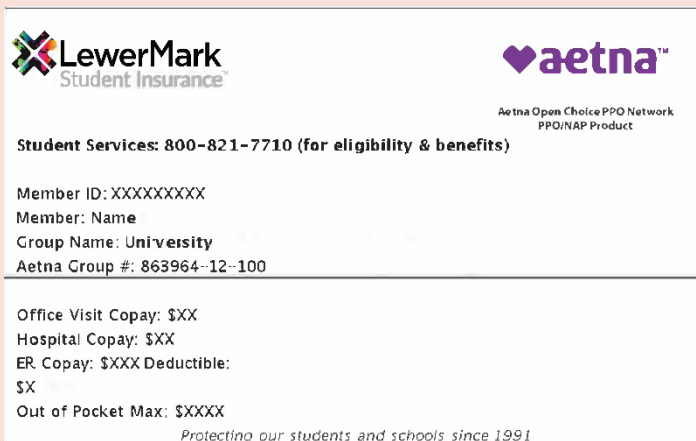 LewerMark
Student Insurance™
aetna™
Aetna Open Choice PPO Network
PPO/NAP Product
Student Services: 800-821-7710 (for eligibility & benefits)
Member ID: XXXXXXXXX
Member: Name
Group Name: University
Aetna Group #: 863964-12-100
Office Visit Copay: $XX
Hospital Copay: $XX
ER Copay: $XXX Deductible:
$X
Out of Pocket Max: $XXXX
Protecting our students and schools since 1991